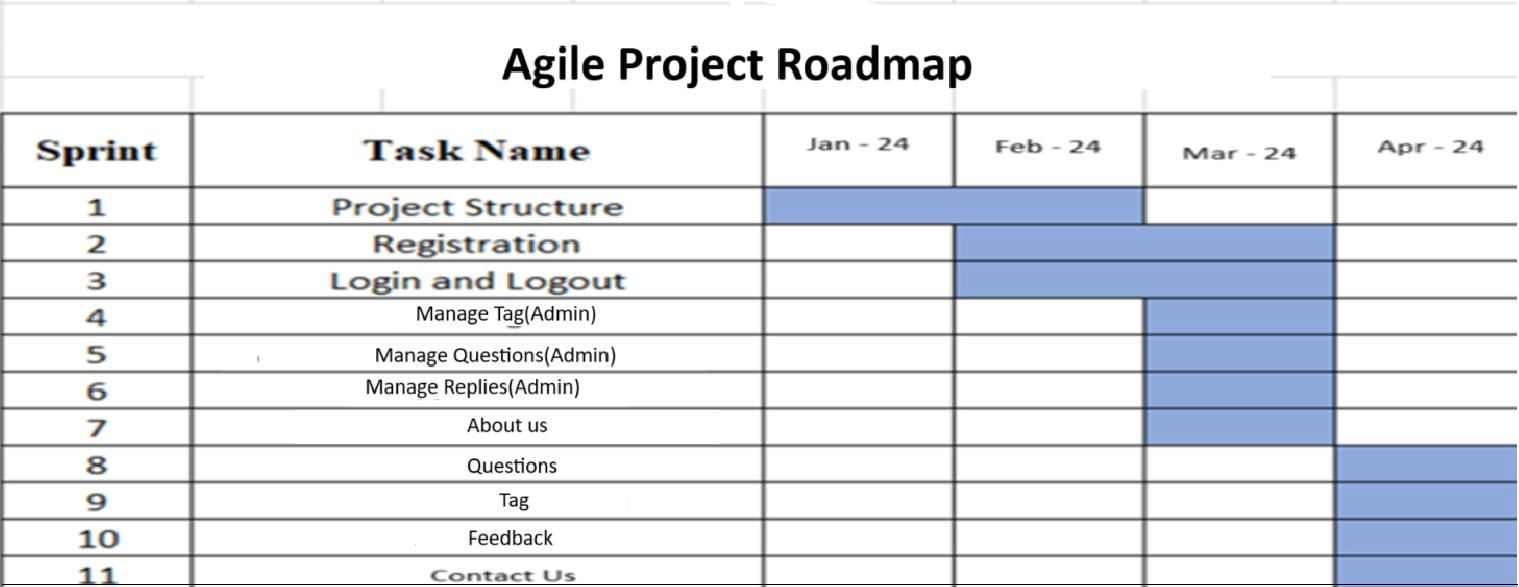 Agile Project Roadmap
Sprint Task Name Jan - 24 Feb - 24 Mar - 24 Apr - 24
1 Project Structure
2 Registration
3 Login and Logout
4 Manage Tag(Admin)
5 Manage Questions(Admin)
6 Manage Replies(Admin)
7 About us
8 Questions
9 Tag
10 Feedback
11 Contact Us